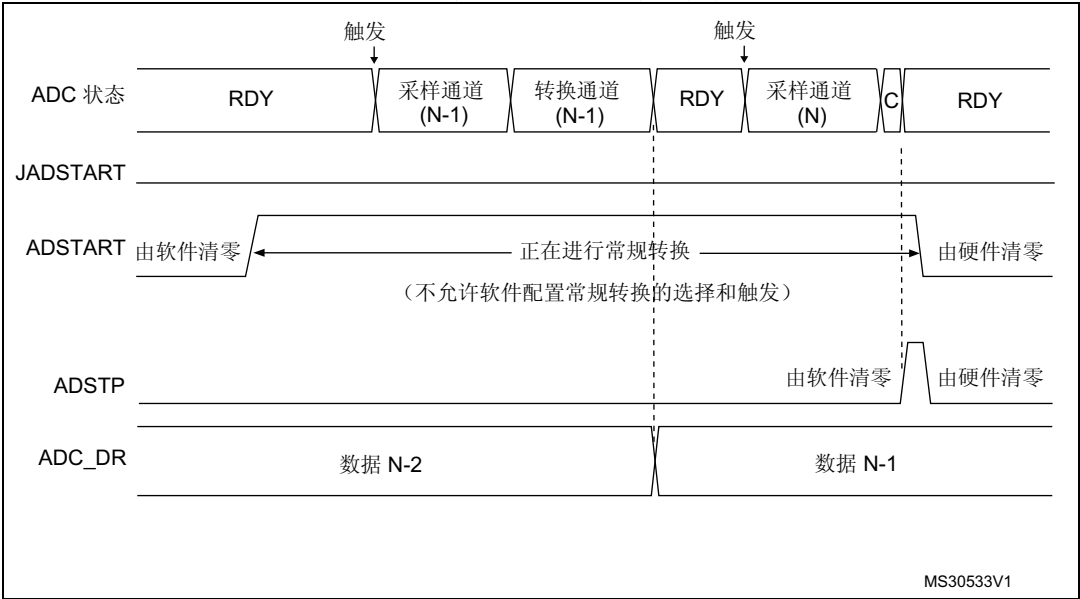 触发 触发
ADC 状态 RDY 采样通道 (N-1) 转换通道 (N-1) RDY 采样通道 (N) C RDY
JADSTART
ADSTART 由软件清零 正在进行常规转换 由硬件清零
（不允许软件配置常规转换的选择和触发）
ADSTP 由软件清零 由硬件清零
ADC_DR 数据 N-2 数据 N-1
MS30533V1